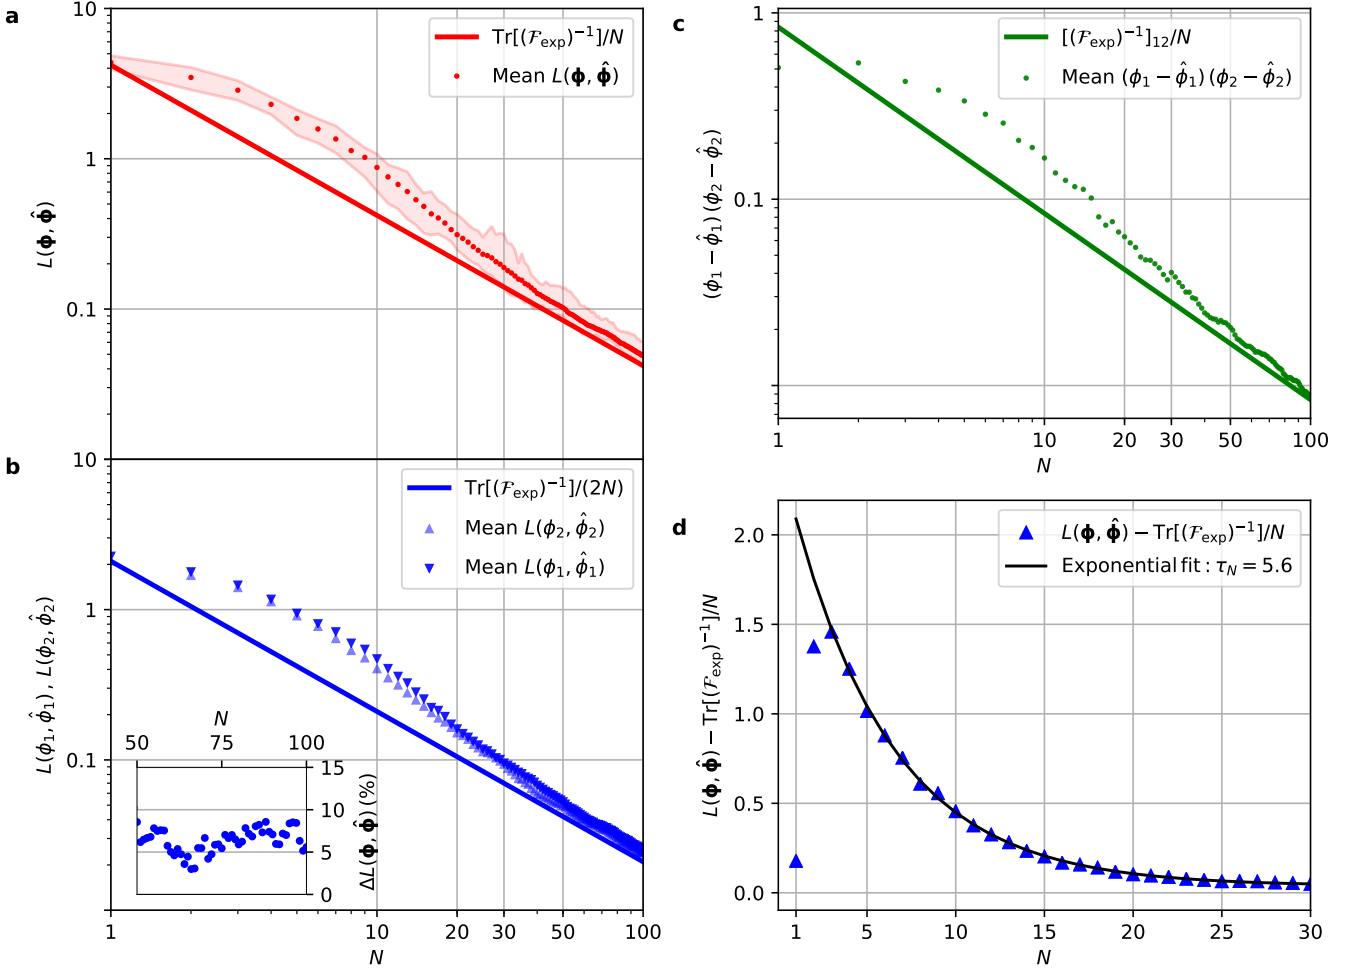 a
10
1
0.1
L(ϕ, ϕ̂)
Tr[(ℱexp)⁻¹]/N
Mean L(ϕ, ϕ̂)
b
10
1
0.1
L(ϕ₁, ϕ̂₁) , L(ϕ₂, ϕ̂₂)
Tr[(ℱexp)⁻¹]/(2N)
Mean L(ϕ₂, ϕ̂₂)
Mean L(ϕ₁, ϕ̂₁)
N
50 75 100
15
10
5
0
ΔL(ϕ, ϕ̂) (%)
1 10 20 30 50 100
N
c
1
0.1
(ϕ₁ − ϕ̂₁) (ϕ₂ − ϕ̂₂)
[(ℱexp)⁻¹]₁₂/N
Mean (ϕ₁ − ϕ̂₁) (ϕ₂ − ϕ̂₂)
1 10 20 30 50 100
N
d
2.0
1.5
1.0
0.5
0.0
L(ϕ, ϕ̂) − Tr[(ℱexp)⁻¹]/N
L(ϕ, ϕ̂) − Tr[(ℱexp)⁻¹]/N
Exponential fit : τN = 5.6
1 5 10 15 20 25 30
N